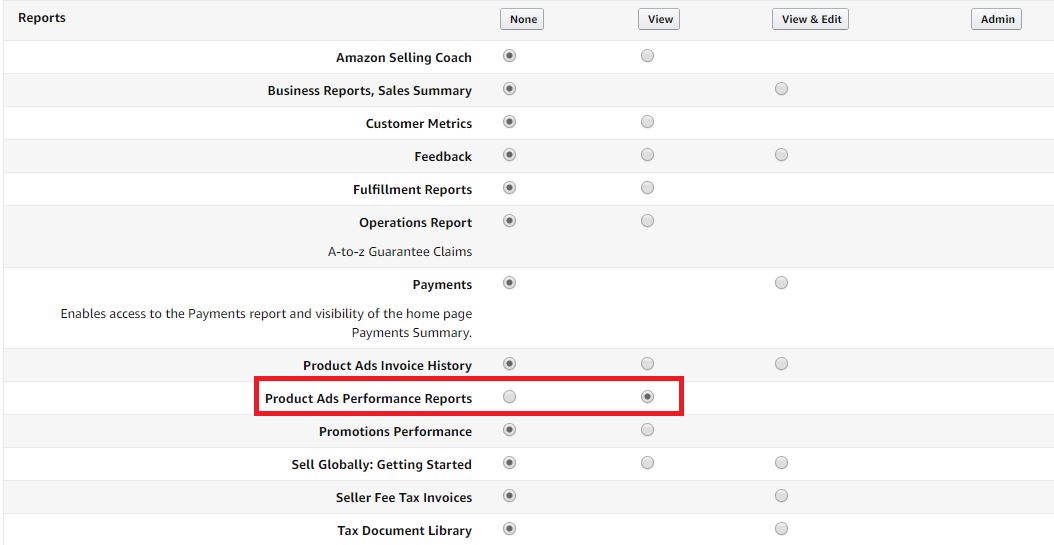 Reports None View View & Edit Admin
Amazon Selling Coach
Business Reports, Sales Summary
Customer Metrics
Feedback
Fulfillment Reports
Operations Report
A-to-z Guarantee Claims
Payments
Enables access to the Payments report and visibility of the home page
Payments Summary.
Product Ads Invoice History
Product Ads Performance Reports
Promotions Performance
Sell Globally: Getting Started
Seller Fee Tax Invoices
Tax Document Library